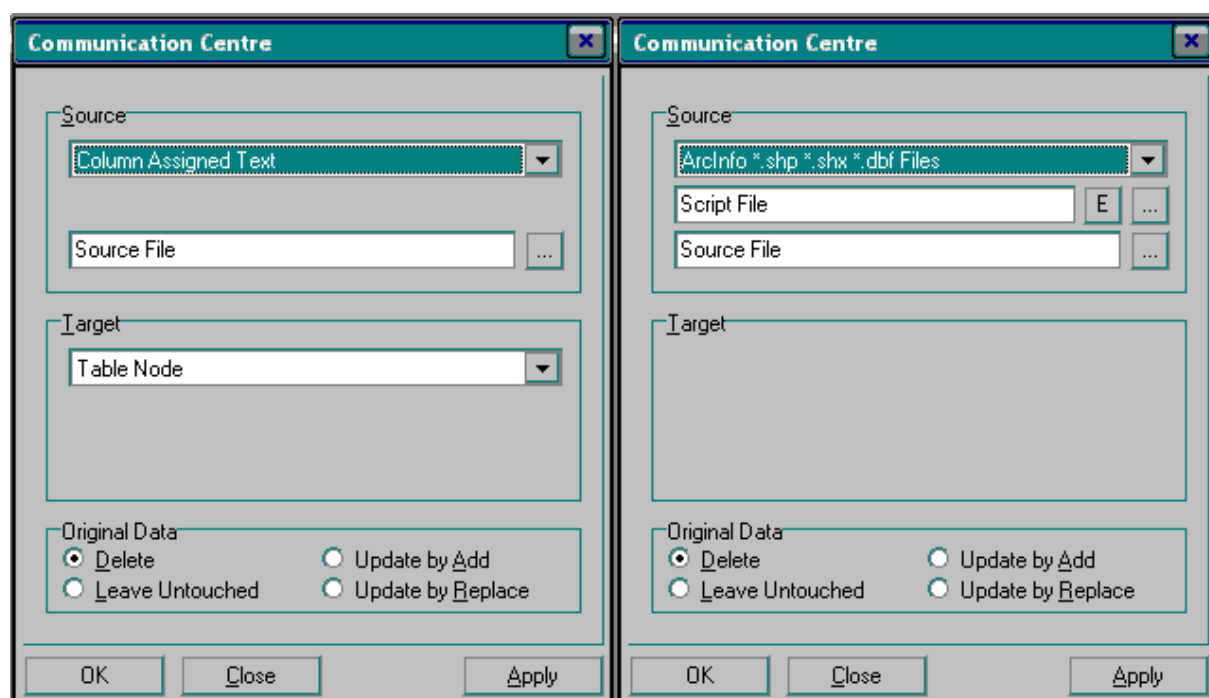 Communication Centre
Source
Column Assigned Text
Source File
...
Target
Table Node
Original Data
Delete
Update by Add
Leave Untouched
Update by Replace
OK
Close
Apply
Communication Centre
Source
ArcInfo *.shp *.shx *.dbf Files
Script File
E
...
Source File
...
Target
Original Data
Delete
Update by Add
Leave Untouched
Update by Replace
OK
Close
Apply